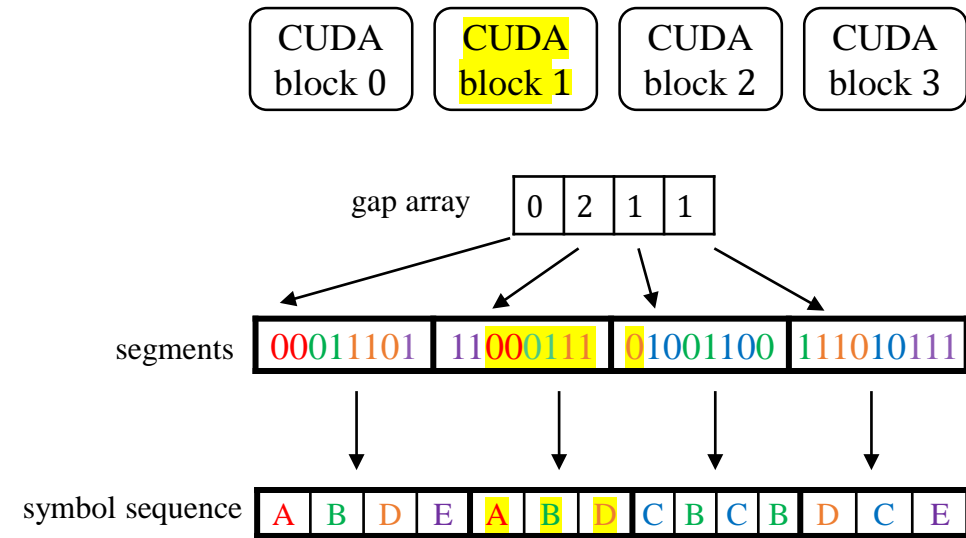 CUDA CUDA CUDA CUDA
block 0 block 1 block 2 block 3
gap array 0 2 1 1
segments 00011101 11000111 01001100 111010111
symbol sequence A B D E A B D C B C B D C E